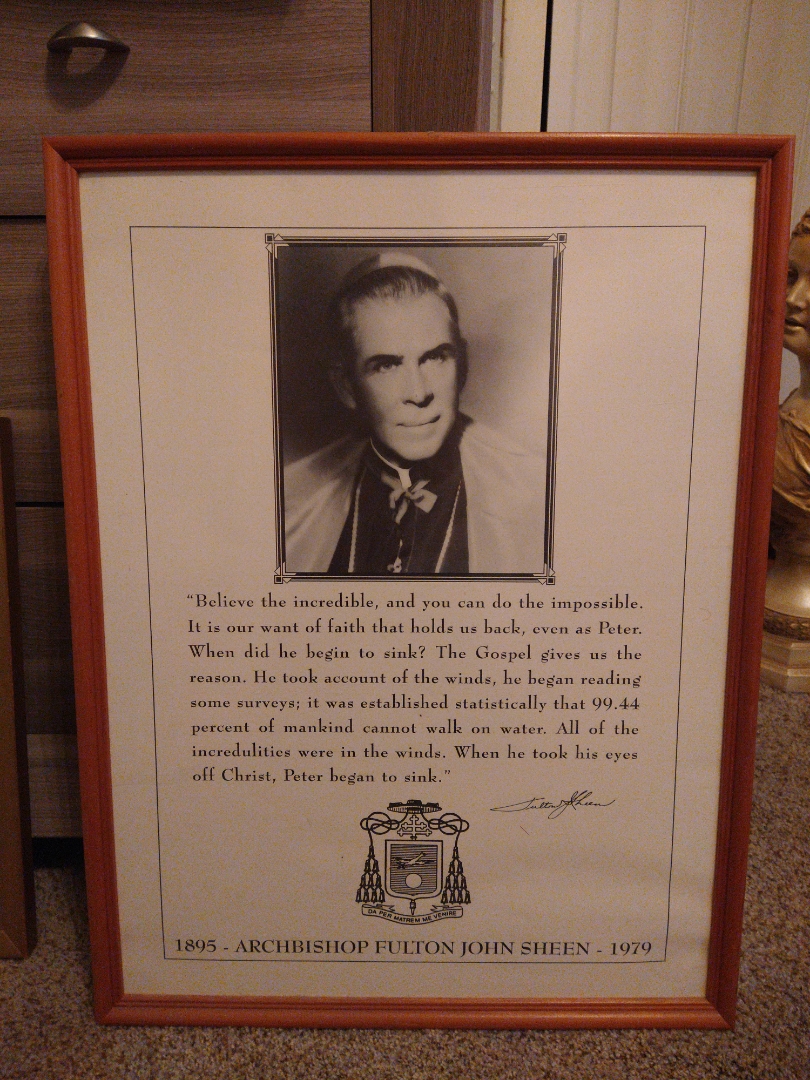 “Believe the incredible, and you can do the impossible.
It is our want of faith that holds us back, even as Peter.
When did he begin to sink? The Gospel gives us the
reason. He took account of the winds, he began reading
some surveys; it was established statistically that 99.44
percent of mankind cannot walk on water. All of the
incredulities were in the winds. When he took his eyes
off Christ, Peter began to sink.”
Fulton J Sheen
DA PER MATREM ME VENIRE
1895 - ARCHBISHOP FULTON JOHN SHEEN - 1979